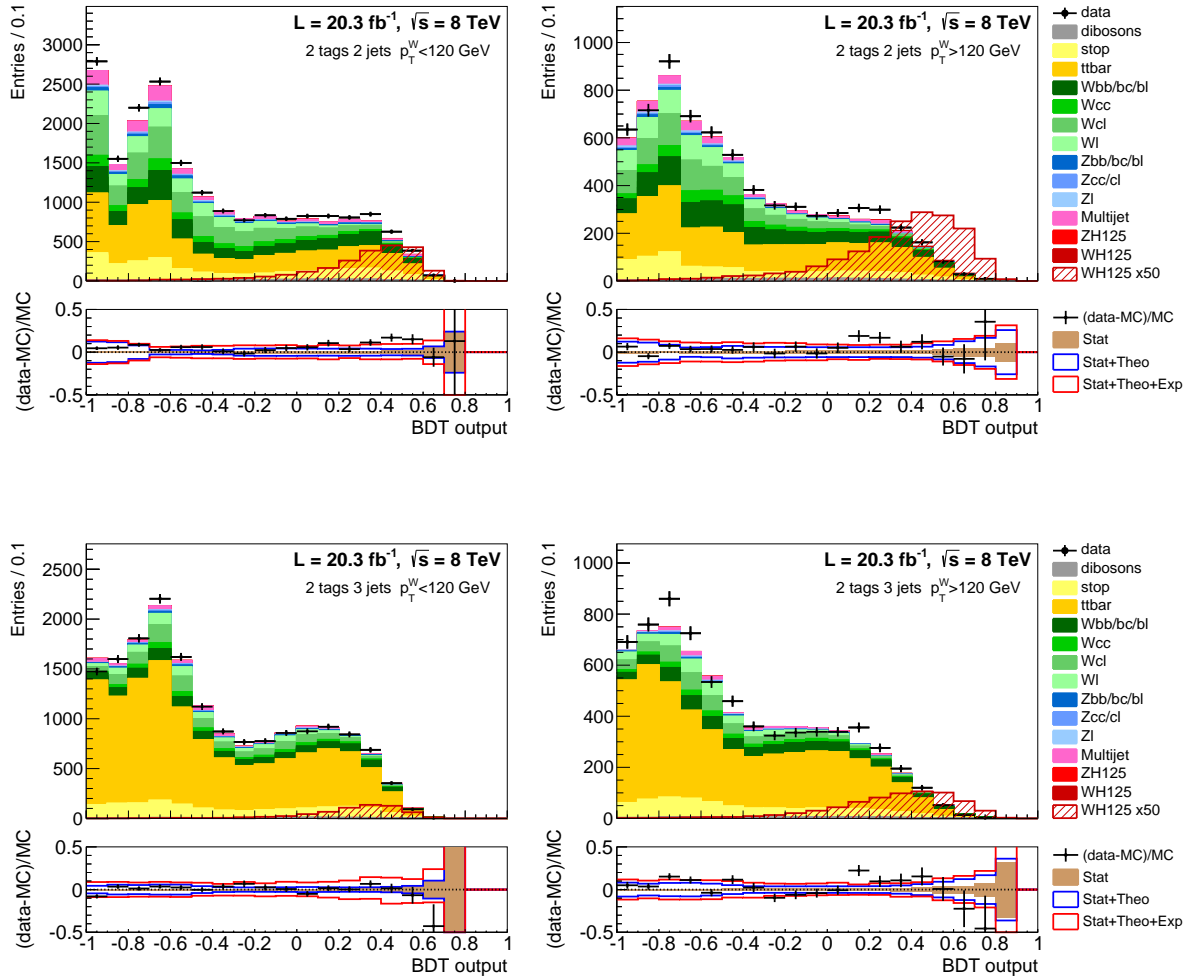 L = 20.3 fb⁻¹, √s = 8 TeV
2 tags 2 jets p_T^W<120 GeV
Entries / 0.1
3000
2500
2000
1500
1000
500
0
(data-MC)/MC
0.5
0
-0.5
-1 -0.8 -0.6 -0.4 -0.2 0 0.2 0.4 0.6 0.8 1
BDT output
L = 20.3 fb⁻¹, √s = 8 TeV
2 tags 2 jets p_T^W>120 GeV
Entries / 0.1
1000
800
600
400
200
0
(data-MC)/MC
0.5
0
-0.5
-1 -0.8 -0.6 -0.4 -0.2 0 0.2 0.4 0.6 0.8 1
BDT output
data
dibosons
stop
ttbar
Wbb/bc/bl
Wcc
Wcl
Wl
Zbb/bc/bl
Zcc/cl
Zl
Multijet
ZH125
WH125
WH125 x50
(data-MC)/MC
Stat
Stat+Theo
Stat+Theo+Exp
L = 20.3 fb⁻¹, √s = 8 TeV
2 tags 3 jets p_T^W<120 GeV
Entries / 0.1
2500
2000
1500
1000
500
0
(data-MC)/MC
0.5
0
-0.5
-1 -0.8 -0.6 -0.4 -0.2 0 0.2 0.4 0.6 0.8 1
BDT output
L = 20.3 fb⁻¹, √s = 8 TeV
2 tags 3 jets p_T^W>120 GeV
Entries / 0.1
1000
800
600
400
200
0
(data-MC)/MC
0.5
0
-0.5
-1 -0.8 -0.6 -0.4 -0.2 0 0.2 0.4 0.6 0.8 1
BDT output
data
dibosons
stop
ttbar
Wbb/bc/bl
Wcc
Wcl
Wl
Zbb/bc/bl
Zcc/cl
Zl
Multijet
ZH125
WH125
WH125 x50
(data-MC)/MC
Stat
Stat+Theo
Stat+Theo+Exp